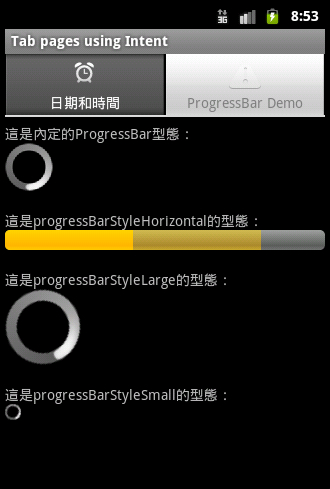 3G 8:53
Tab pages using Intent
日期和時間 ProgressBar Demo
這是內定的ProgressBar型態：
這是progressBarStyleHorizontal的型態：
這是progressBarStyleLarge的型態：
這是progressBarStyleSmall的型態：